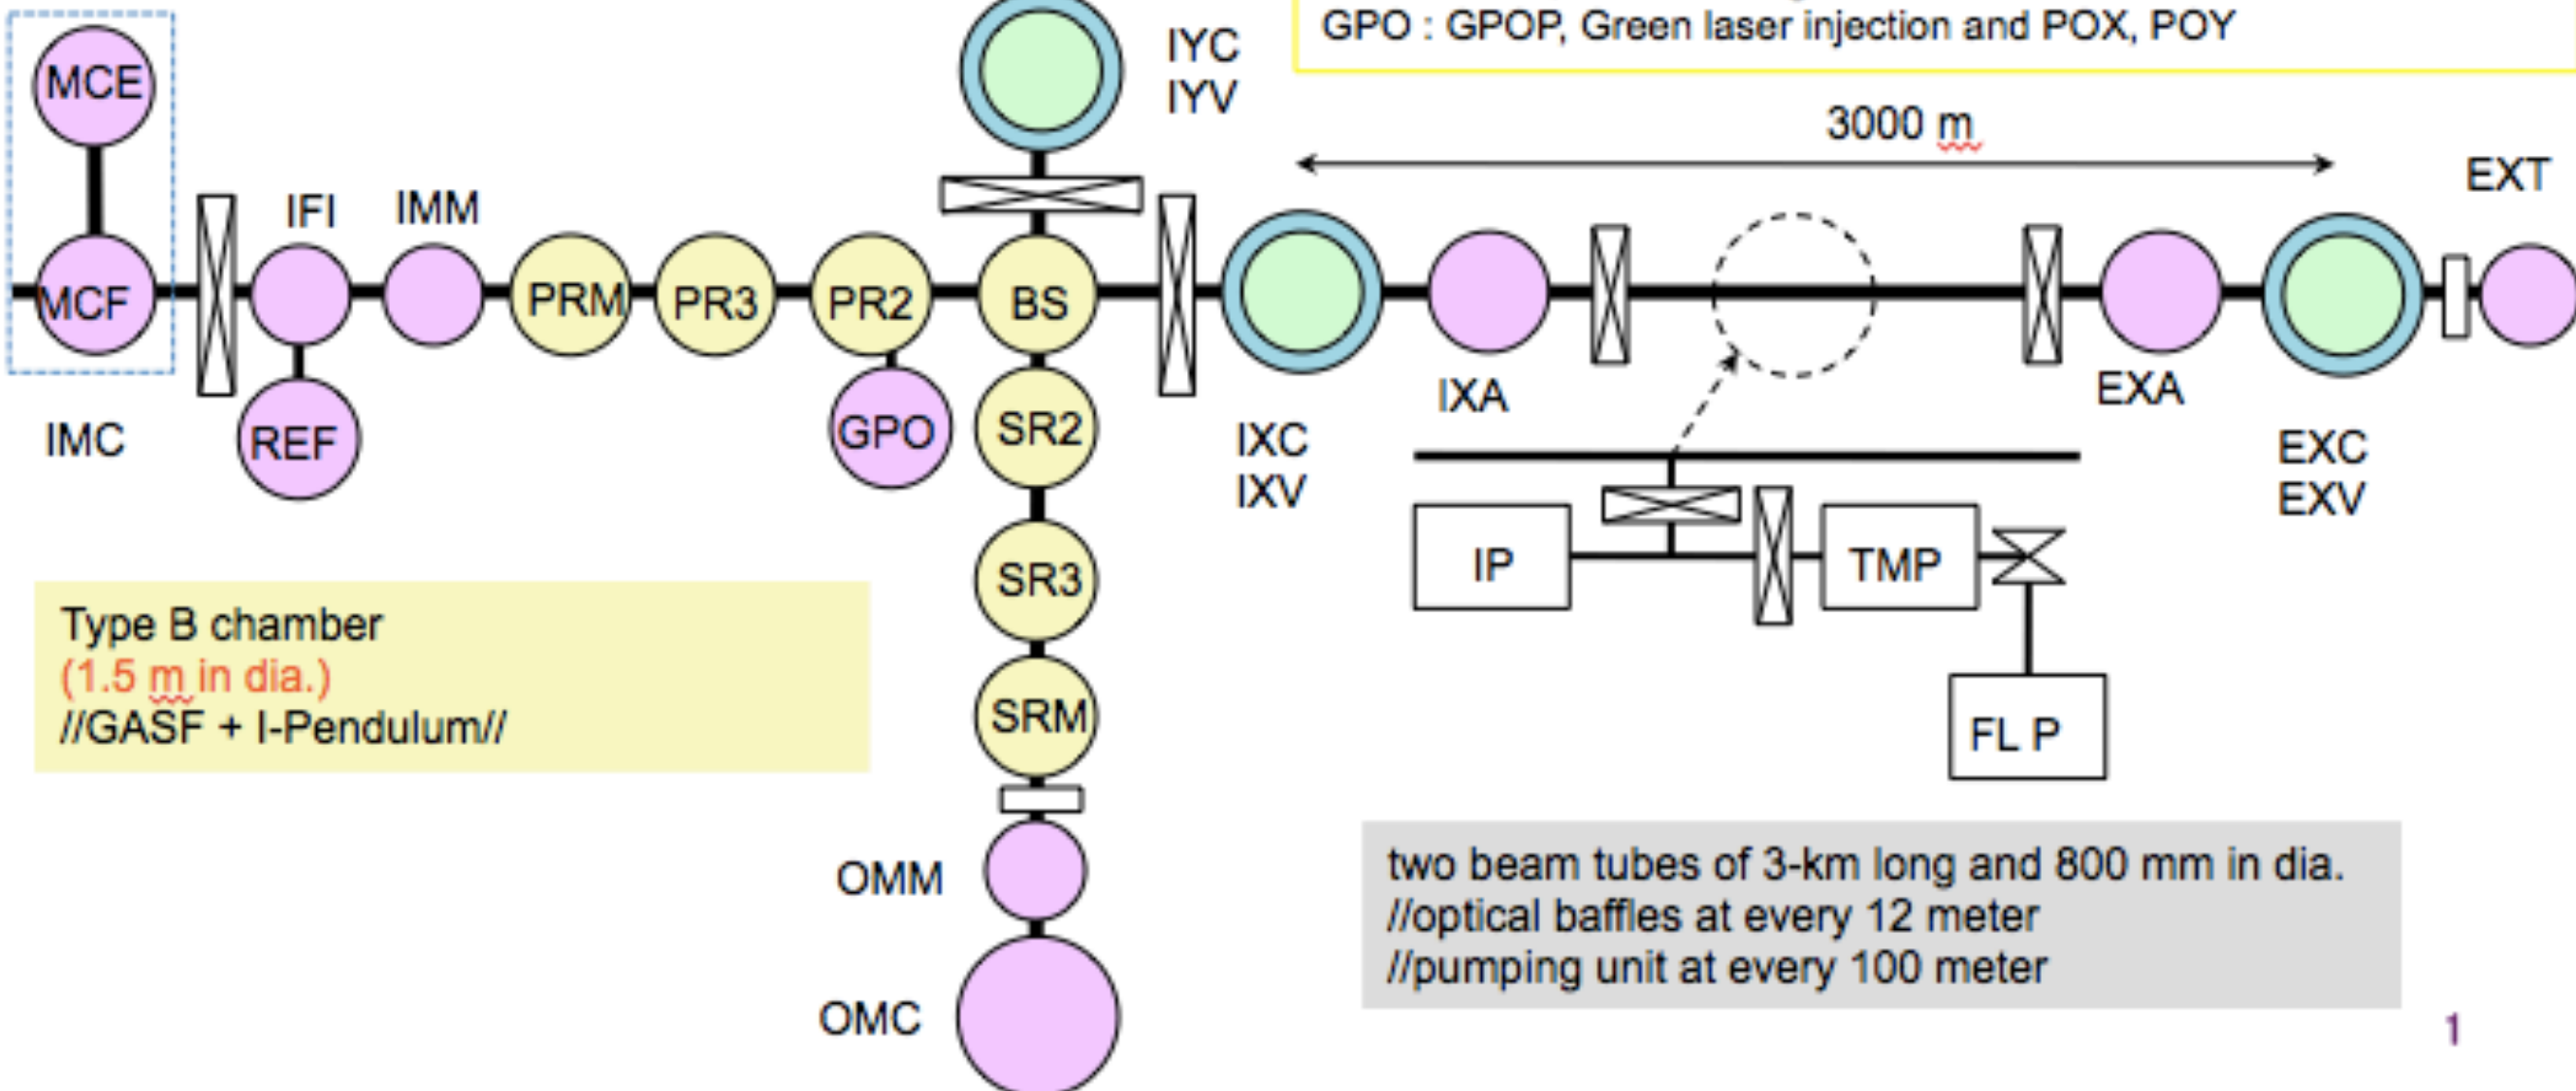 GPO : GPOP, Green laser injection and POX, POY
MCE
IYC
IYV
3000 m
EXT
IFI
IMM
MCF
PRM
PR3
PR2
BS
IXA
EXA
IMC
REF
GPO
SR2
IXC
IXV
EXC
EXV
IP
TMP
SR3
Type B chamber
(1.5 m in dia.)
//GASF + I-Pendulum//
SRM
FL P
OMM
two beam tubes of 3-km long and 800 mm in dia.
//optical baffles at every 12 meter
//pumping unit at every 100 meter
OMC
1